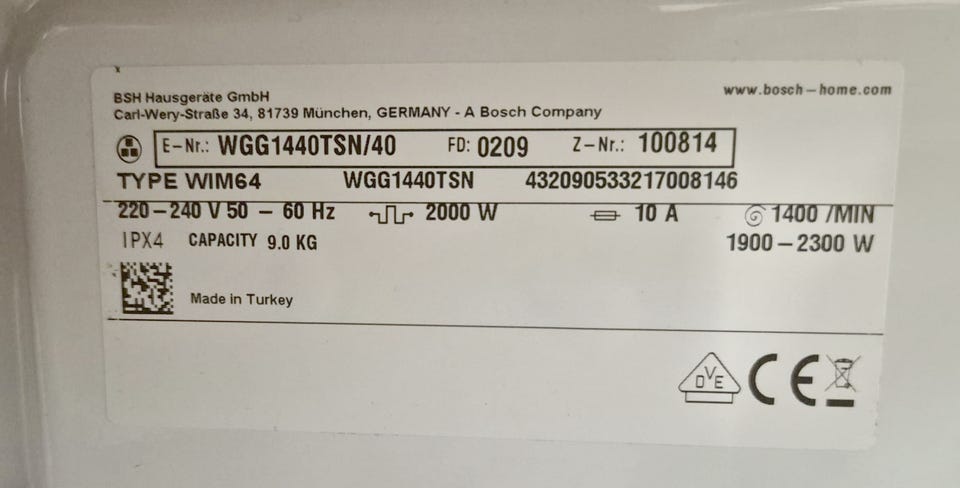 BSH Hausgeräte GmbH
www.bosch-home.com
Carl-Wery-Straße 34, 81739 München, GERMANY - A Bosch Company
E-Nr.: WGG1440TSN/40 FD: 0209 Z-Nr.: 100814
TYPE WIM64 WGG1440TSN 432090533217008146
220-240 V 50 - 60 Hz 2000 W 10 A 1400 /MIN
IPX4 CAPACITY 9.0 KG 1900-2300 W
Made in Turkey
DVE CE